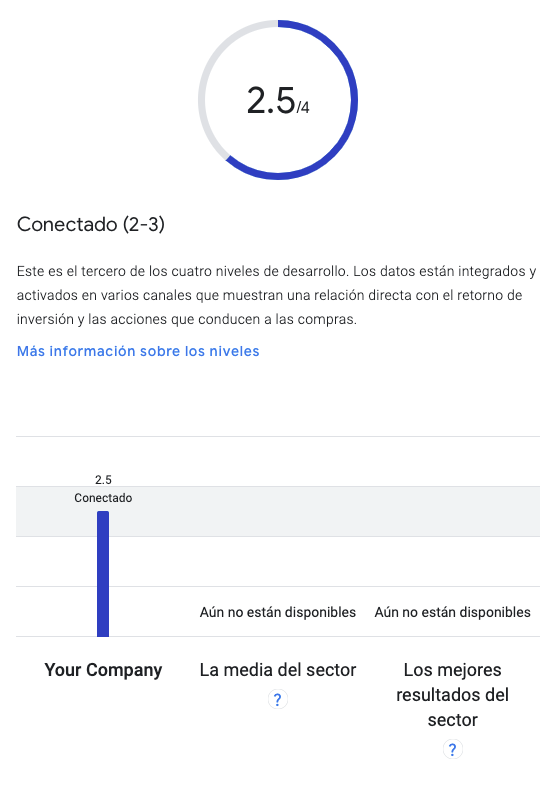 2.5/4
Conectado (2-3)
Este es el tercero de los cuatro niveles de desarrollo. Los datos están integrados y
activados en varios canales que muestran una relación directa con el retorno de
inversión y las acciones que conducen a las compras.
Más información sobre los niveles
2.5
Conectado
Aún no están disponibles
Aún no están disponibles
Your Company
La media del sector
?
Los mejores
resultados del
sector
?